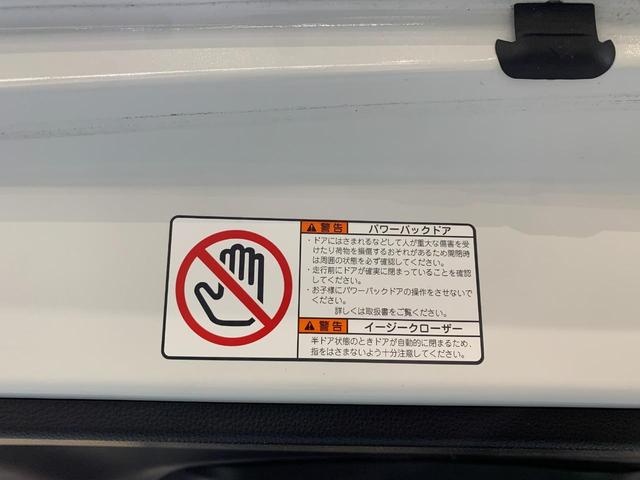 警告 パワーバックドア
・ドアにはさまれるなどして人が重大な傷害を受
けたり荷物を損傷するおそれがあるため開閉時
は周囲の状態を必ず確認してください。
・走行前にドアが確実に閉まっていることを確認
してください。
・お子様にパワーバックドアの操作をさせないで
ください。
詳しくは取扱書をご覧ください。
警告 イージークローザー
半ドア状態のときドアが自動的に閉まるため、
指をはさまないよう十分注意してください。